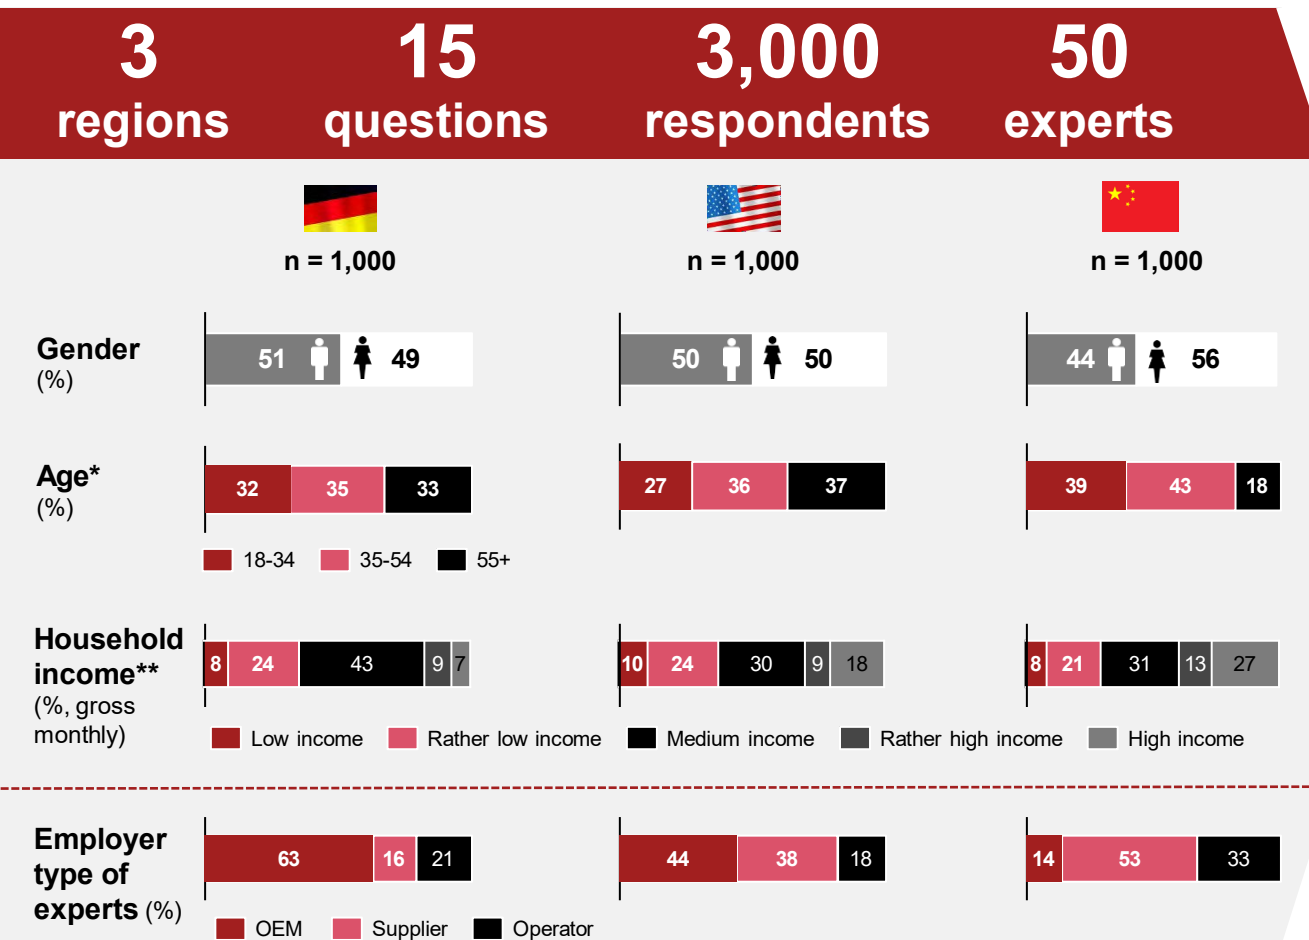 3 15 3,000 50
regions questions respondents experts
n = 1,000 n = 1,000 n = 1,000
Gender
(%)
51 49 50 50 44 56
Age*
(%)
32 35 33 27 36 37 39 43 18
18-34 35-54 55+
Household
income**
(%, gross
monthly)
8 24 43 9 7 10 24 30 9 18 8 21 31 13 27
Low income Rather low income Medium income Rather high income High income
Employer
type of
experts (%)
63 16 21 44 38 18 14 53 33
OEM Supplier Operator